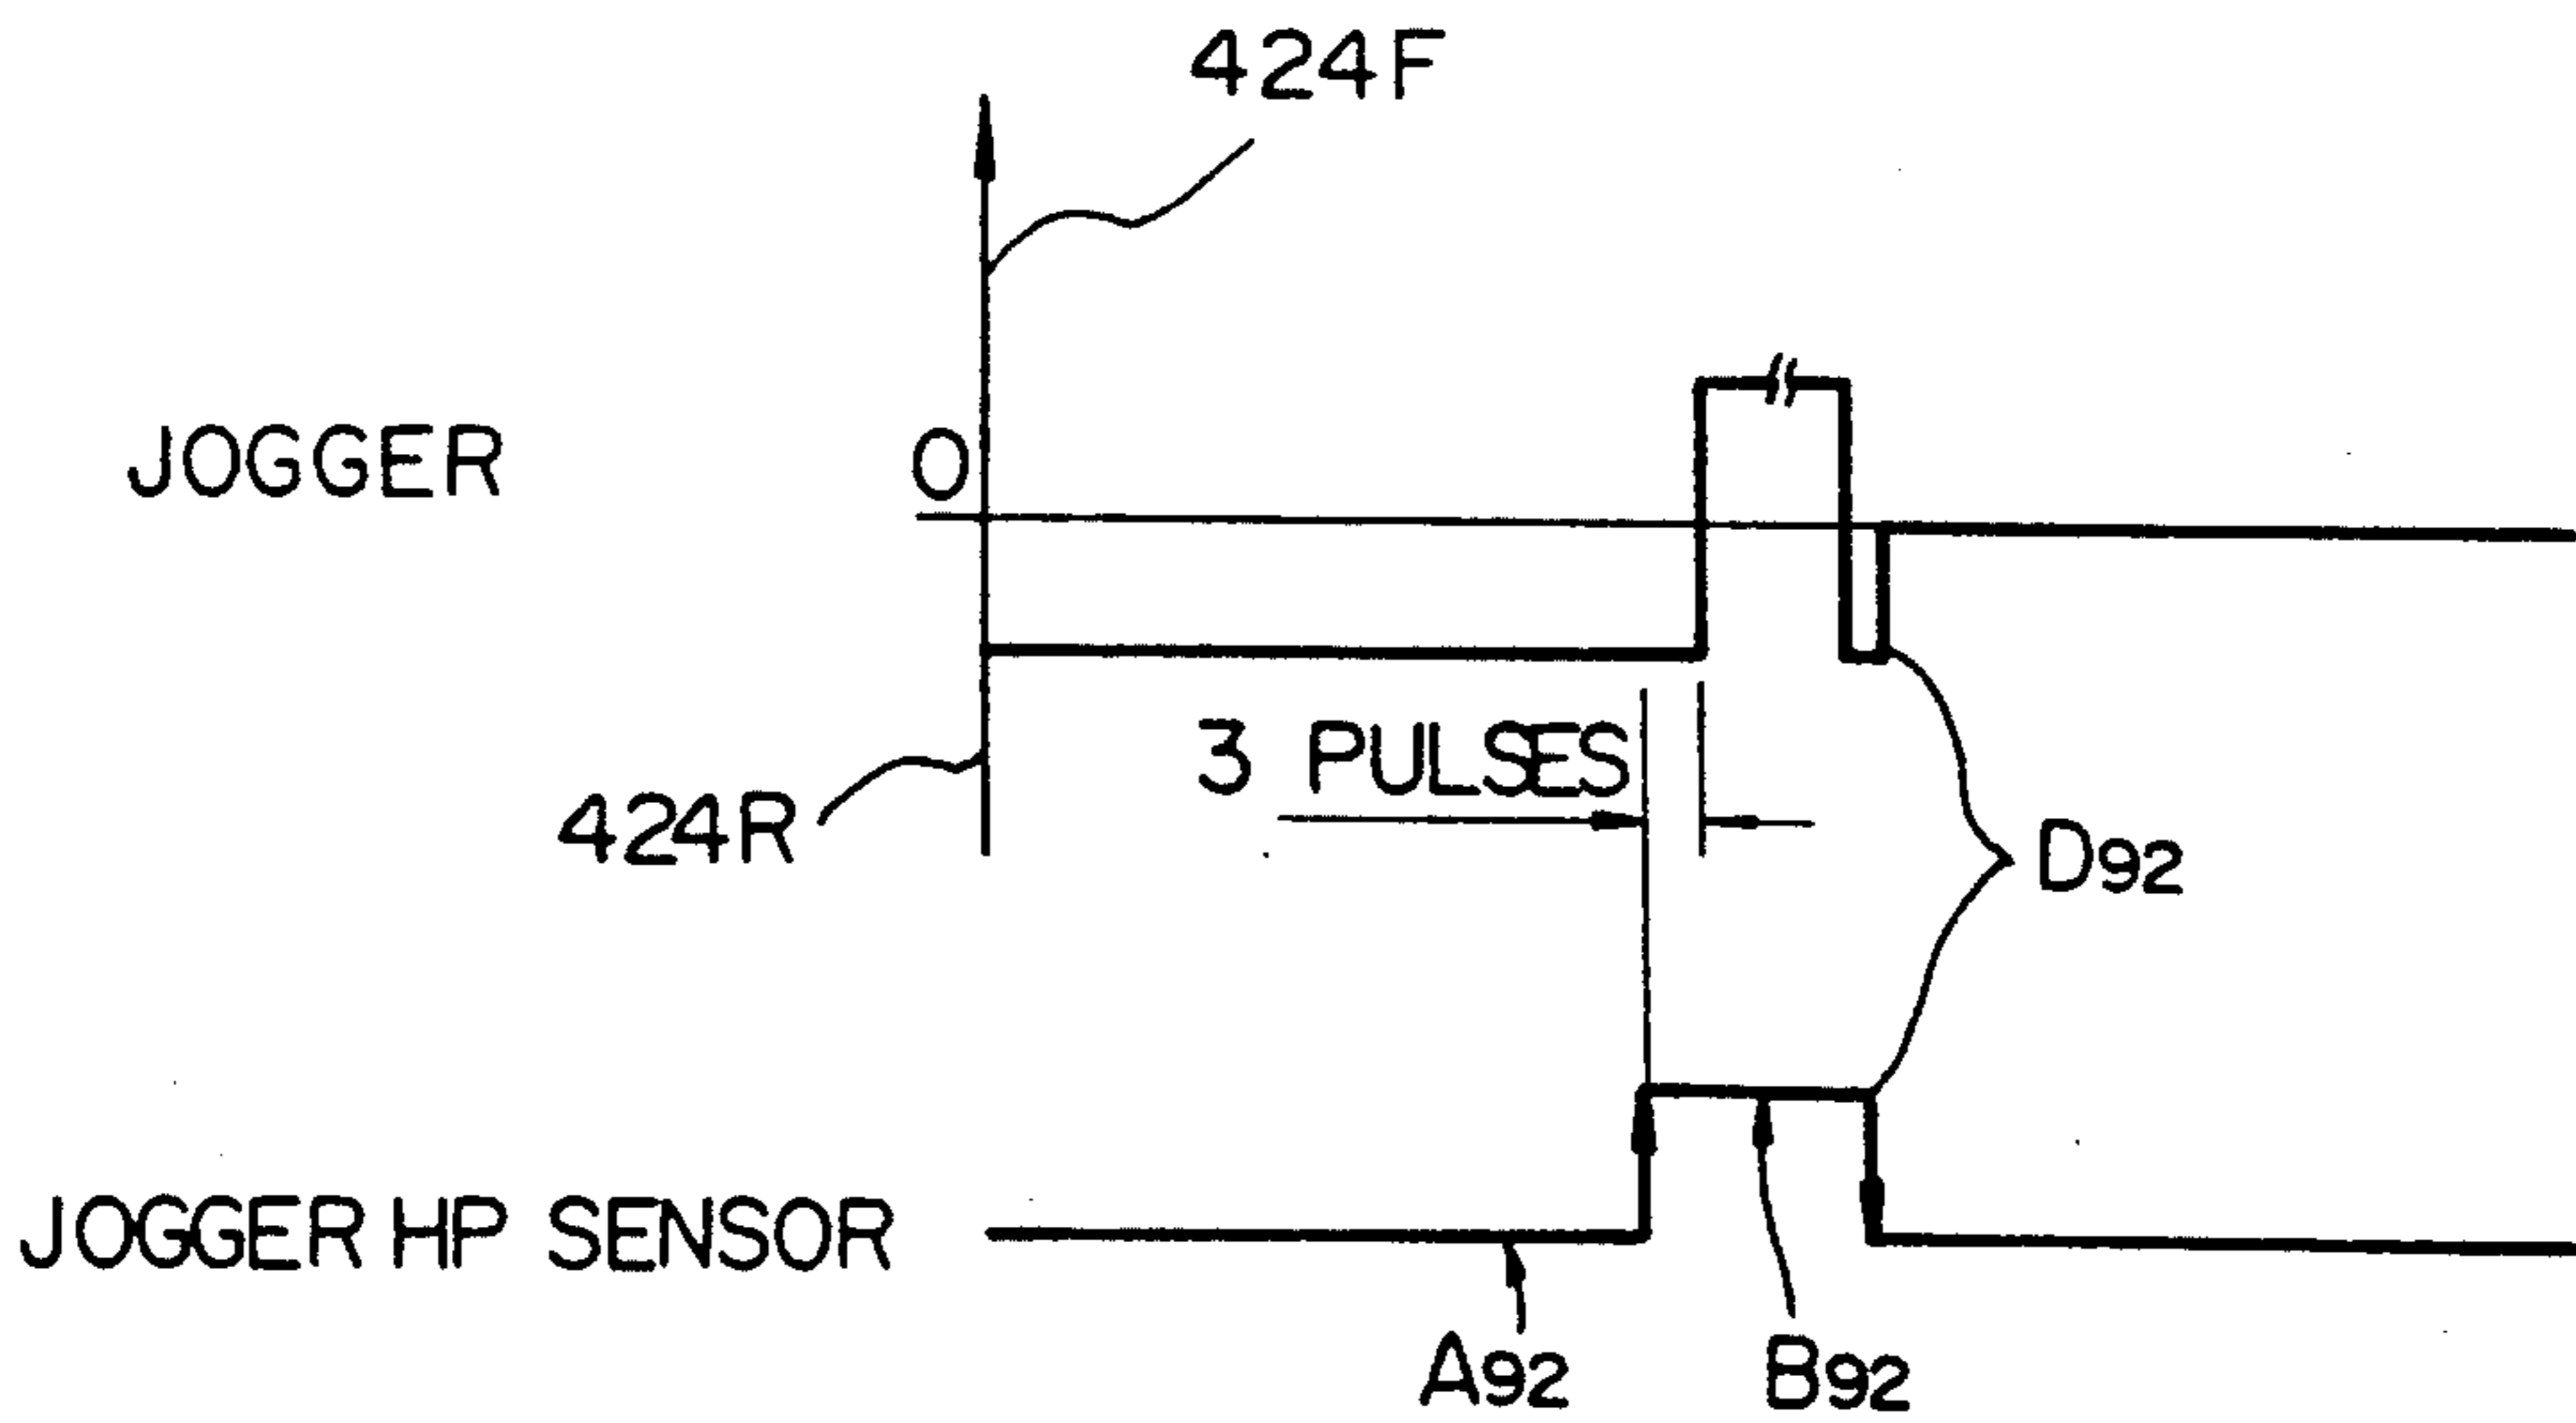 424F
JOGGER
0
3 PULSES
424R
D92
JOGGER HP SENSOR
A92
B92